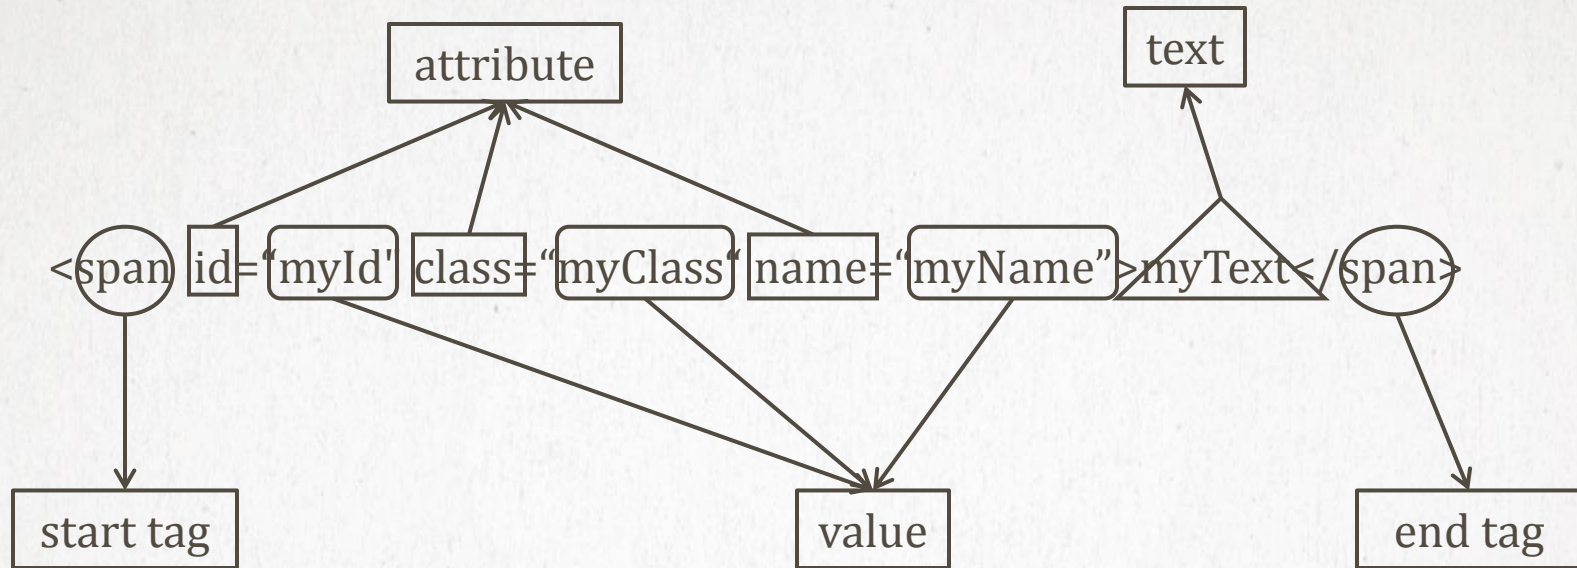 attribute
text
<span id=“myId' class=“myClass“ name=“myName”>myText</span>
start tag
value
end tag